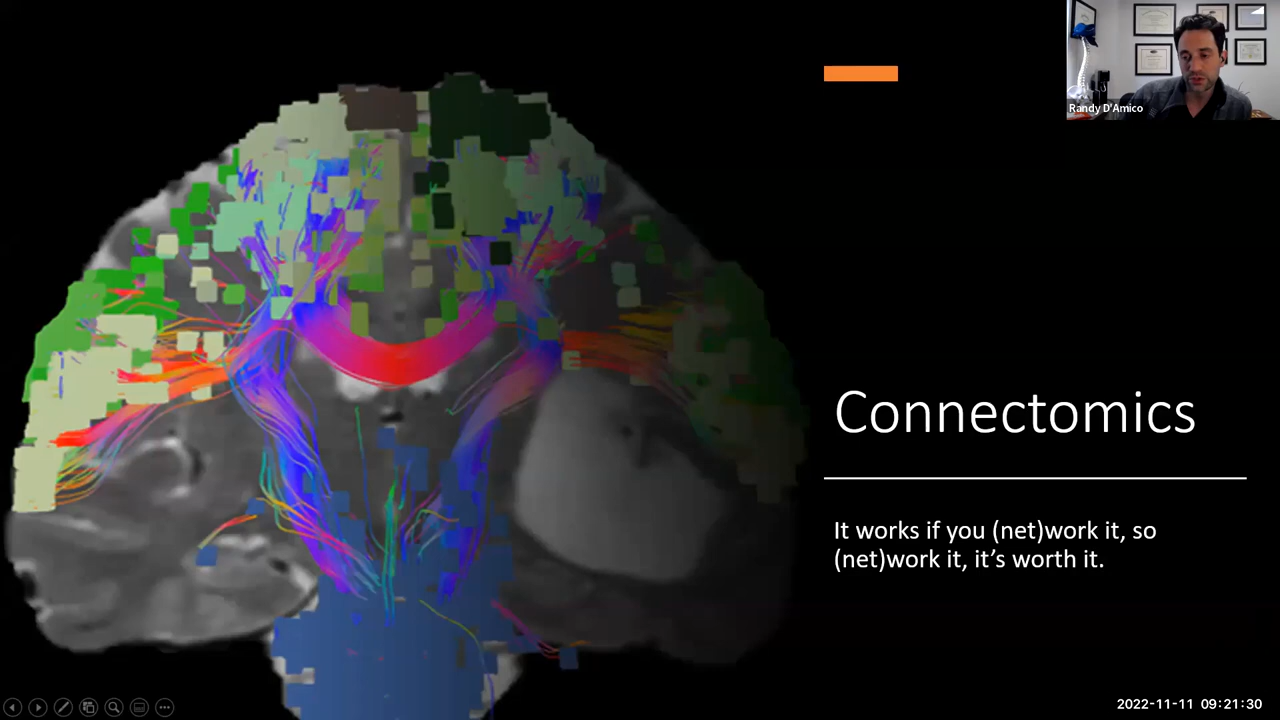 Randy D'Amico
Connectomics
It works if you (net)work it, so
(net)work it, it's worth it.
2022-11-11 09:21:30